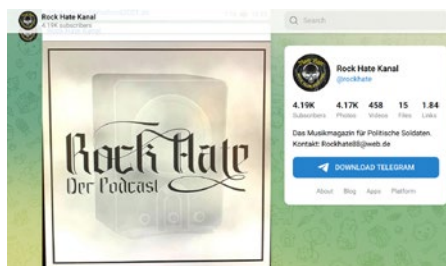 Rock Hate Kanal
4.19K subscribers
Rock Hate
Der Podcast
Search
Rock Hate Kanal
@rockhate
4.19K 4.17K 458 15 1.84
Subscribers Photos Videos Files Links
Das Musikmagazin für Politische Soldaten.
Kontakt: Rockhate88@web.de
DOWNLOAD TELEGRAM
About Blog Apps Platform